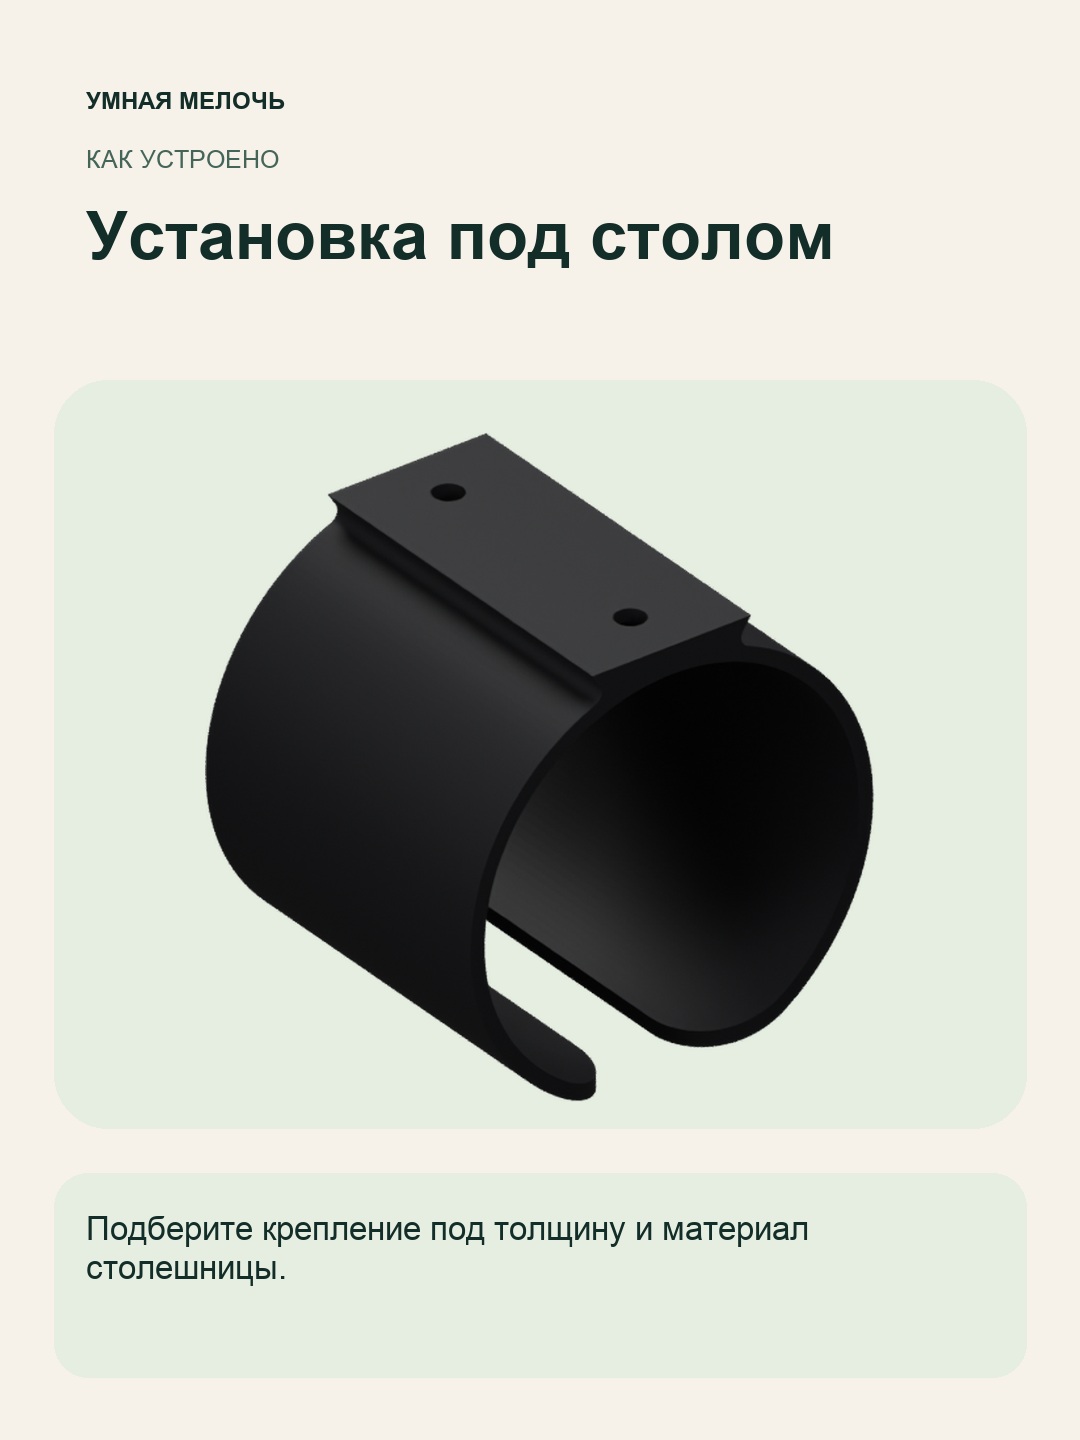 УМНАЯ МЕЛОЧЬ
КАК УСТРОЕНО
Установка под столом
Подберите крепление под толщину и материал
столешницы.